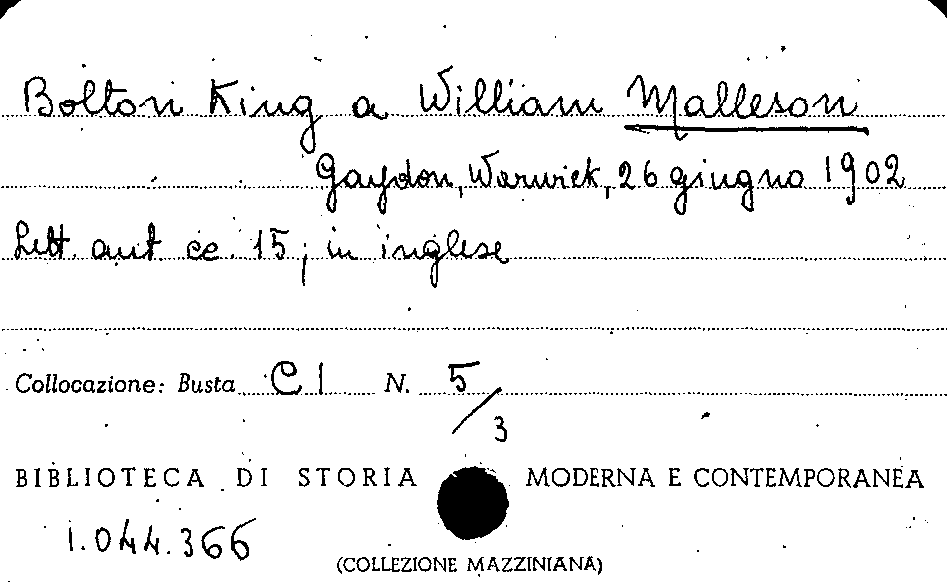 Bolton King a William Malleson
Gaydon, Warwick, 26 giugno 1902
Lett. aut cc. 15; in inglese
Collocazione: Busta C I N. 5/3
BIBLIOTECA DI STORIA MODERNA E CONTEMPORANEA
1.044.366
(COLLEZIONE MAZZINIANA)